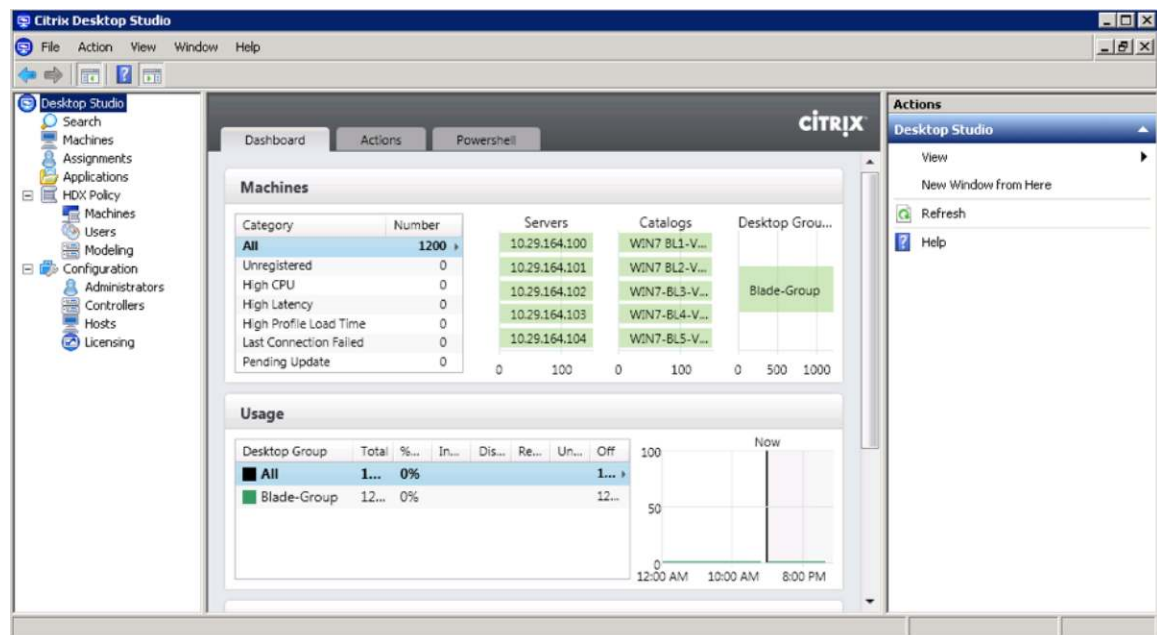 Citrix Desktop Studio
File Action View Window Help
Desktop Studio
Search
Machines
Assignments
Applications
HDX Policy
Machines
Users
Modeling
Configuration
Administrators
Controllers
Hosts
Licensing
CITRIX
Dashboard Actions Powershell
Machines
Category Number
All 1200
Unregistered 0
High CPU 0
High Latency 0
High Profile Load Time 0
Last Connection Failed 0
Pending Update 0
Servers
10.29.164.100
10.29.164.101
10.29.164.102
10.29.164.103
10.29.164.104
0 100
Catalogs
WIN7 BL1-V...
WIN7 BL2-V...
WIN7-BL3-V...
WIN7-BL4-V...
WIN7-BL5-V...
0 100
Desktop Grou...
Blade-Group
0 500 1000
Usage
Desktop Group Total %... In... Dis... Re... Un... Off
All 1... 0% 1...
Blade-Group 12... 0% 12...
Now
100
50
0
12:00 AM 10:00 AM 8:00 PM
Actions
Desktop Studio
View
New Window from Here
Refresh
Help